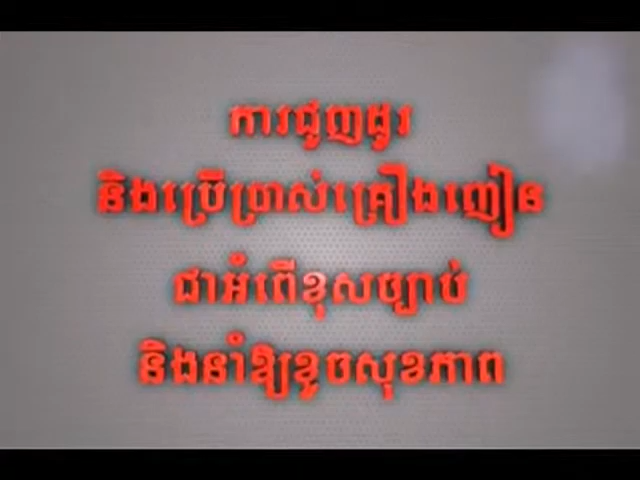 ការជួញដូរ
និងប្រើប្រាស់គ្រឿងញៀន
ជាអំពើខុសច្បាប់
និងនាំឱ្យខូចសុខភាព